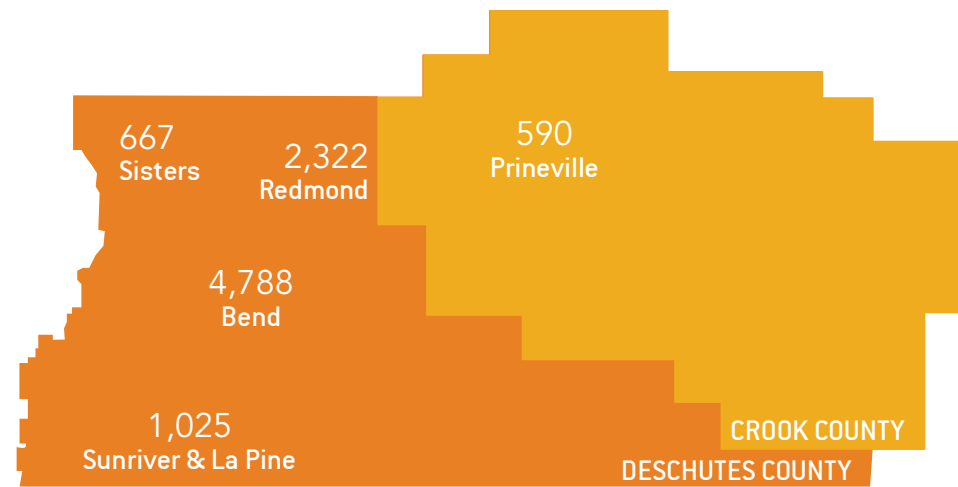 667
Sisters
2,322
Redmond
590
Prineville
4,788
Bend
1,025
Sunriver & La Pine
CROOK COUNTY
DESCHUTES COUNTY